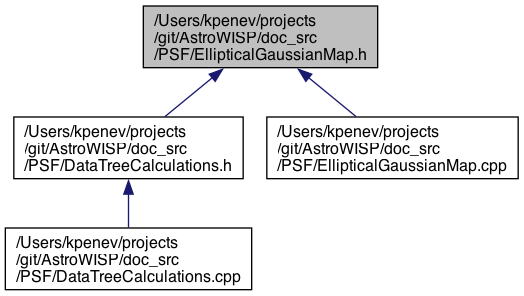 /Users/kpenev/projects
/git/AstroWISP/doc_src
/PSF/EllipticalGaussianMap.h
/Users/kpenev/projects
/git/AstroWISP/doc_src
/PSF/DataTreeCalculations.h
/Users/kpenev/projects
/git/AstroWISP/doc_src
/PSF/EllipticalGaussianMap.cpp
/Users/kpenev/projects
/git/AstroWISP/doc_src
/PSF/DataTreeCalculations.cpp